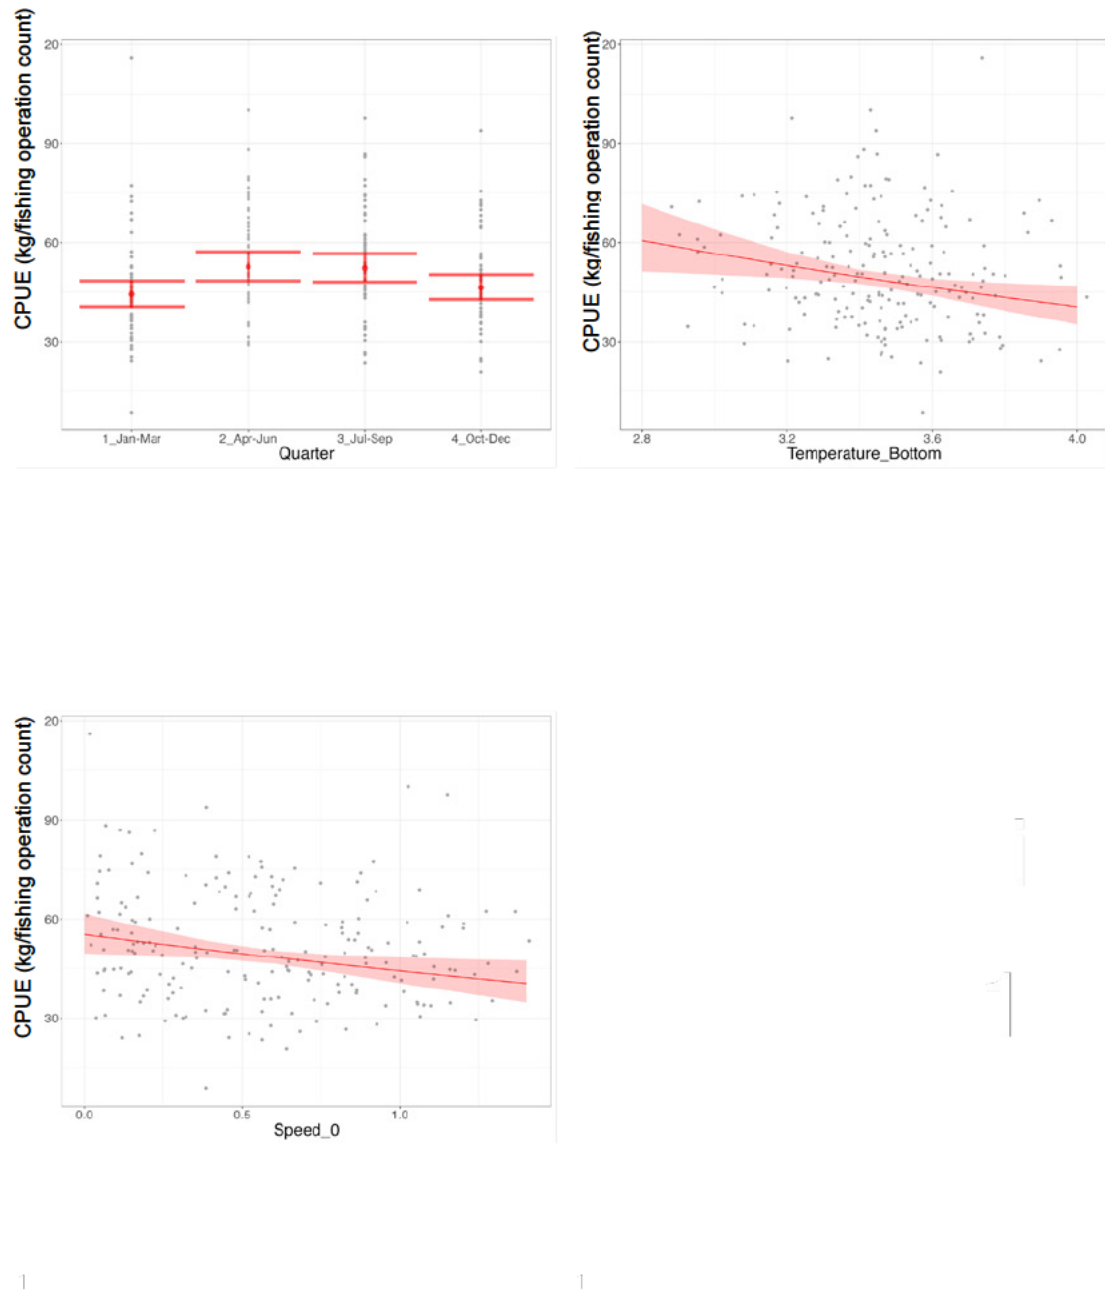 CPUE (kg/fishing operation count)
20
90
60
30
1_Jan-Mar 2_Apr-Jun 3_Jul-Sep 4_Oct-Dec
Quarter
CPUE (kg/fishing operation count)
20
90
60
30
2.8 3.2 3.6 4.0
Temperature_Bottom
CPUE (kg/fishing operation count)
20
90
60
30
0.0 0.5 1.0
Speed_0